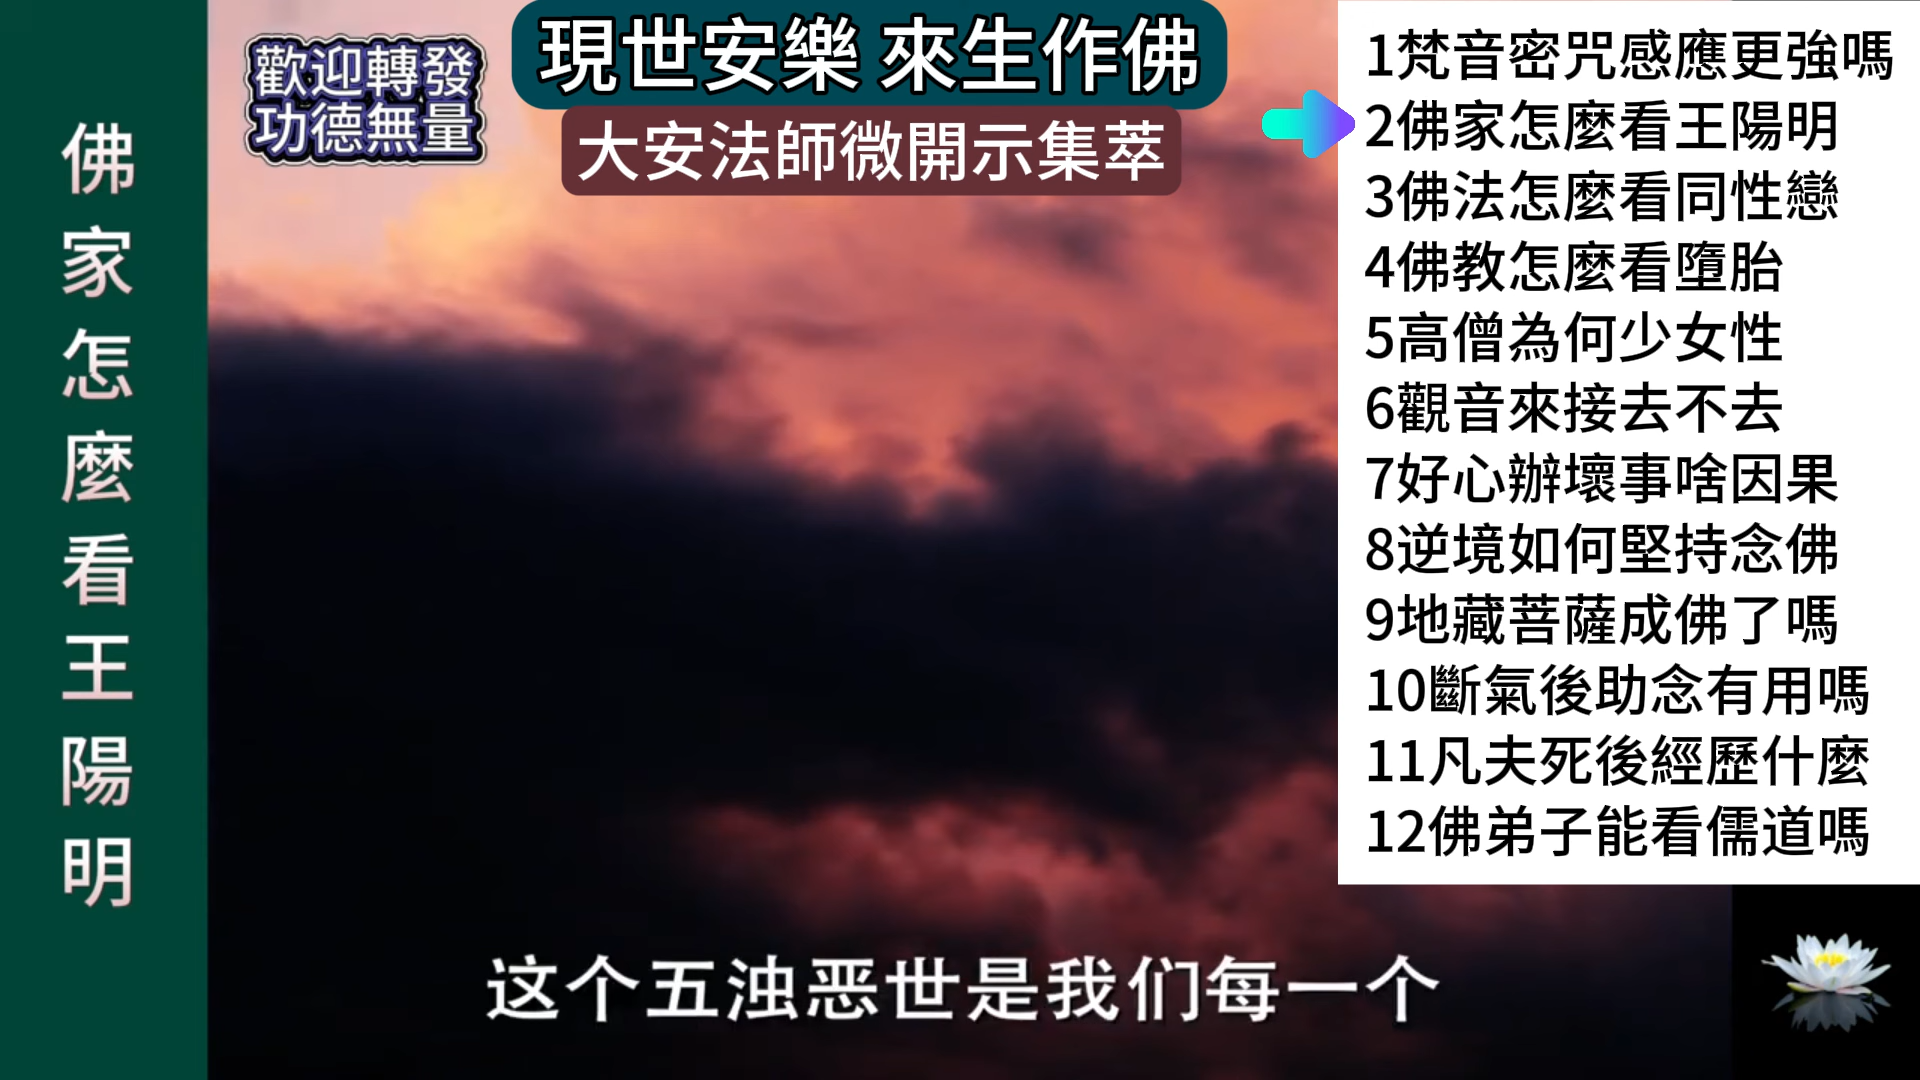 佛家怎麼看王陽明
歡迎轉發
功德無量
現世安樂 來生作佛
大安法師微開示集萃
1梵音密咒感應更強嗎
2佛家怎麼看王陽明
3佛法怎麼看同性戀
4佛教怎麼看墮胎
5高僧為何少女性
6觀音來接去不去
7好心辦壞事啥因果
8逆境如何堅持念佛
9地藏菩薩成佛了嗎
10斷氣後助念有用嗎
11凡夫死後經歷什麼
12佛弟子能看儒道嗎
这个五浊恶世是我们每一个